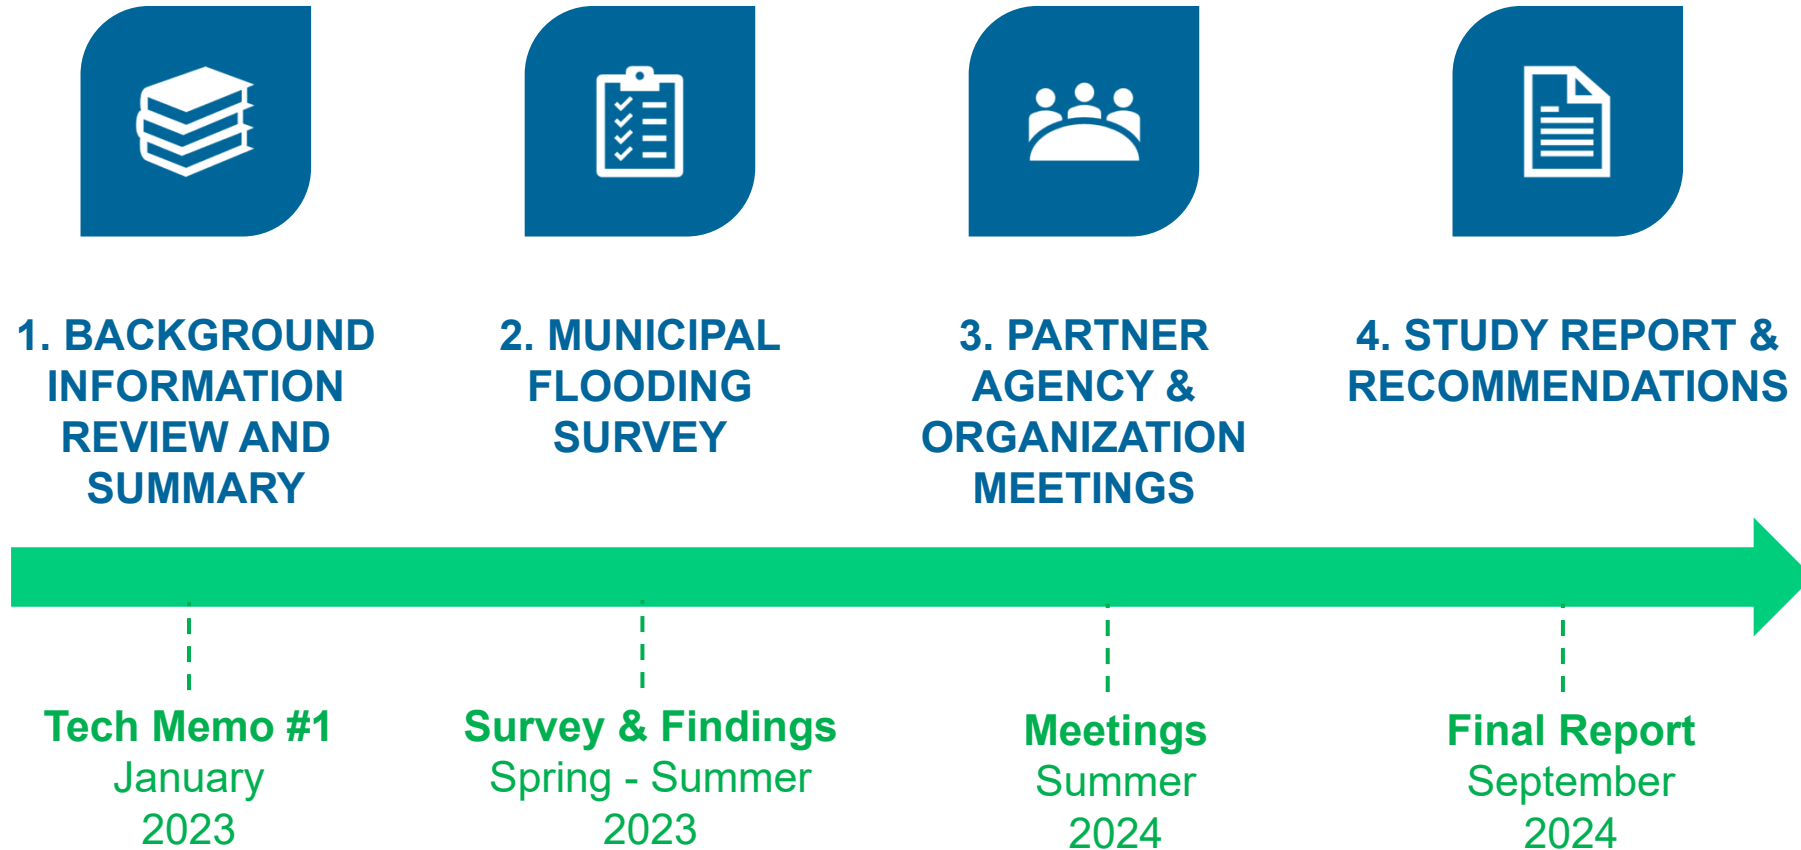 1. BACKGROUND
INFORMATION
REVIEW AND
SUMMARY
2. MUNICIPAL
FLOODING
SURVEY
3. PARTNER
AGENCY &
ORGANIZATION
MEETINGS
4. STUDY REPORT &
RECOMMENDATIONS
Tech Memo #1
January
2023
Survey & Findings
Spring - Summer
2023
Meetings
Summer
2024
Final Report
September
2024